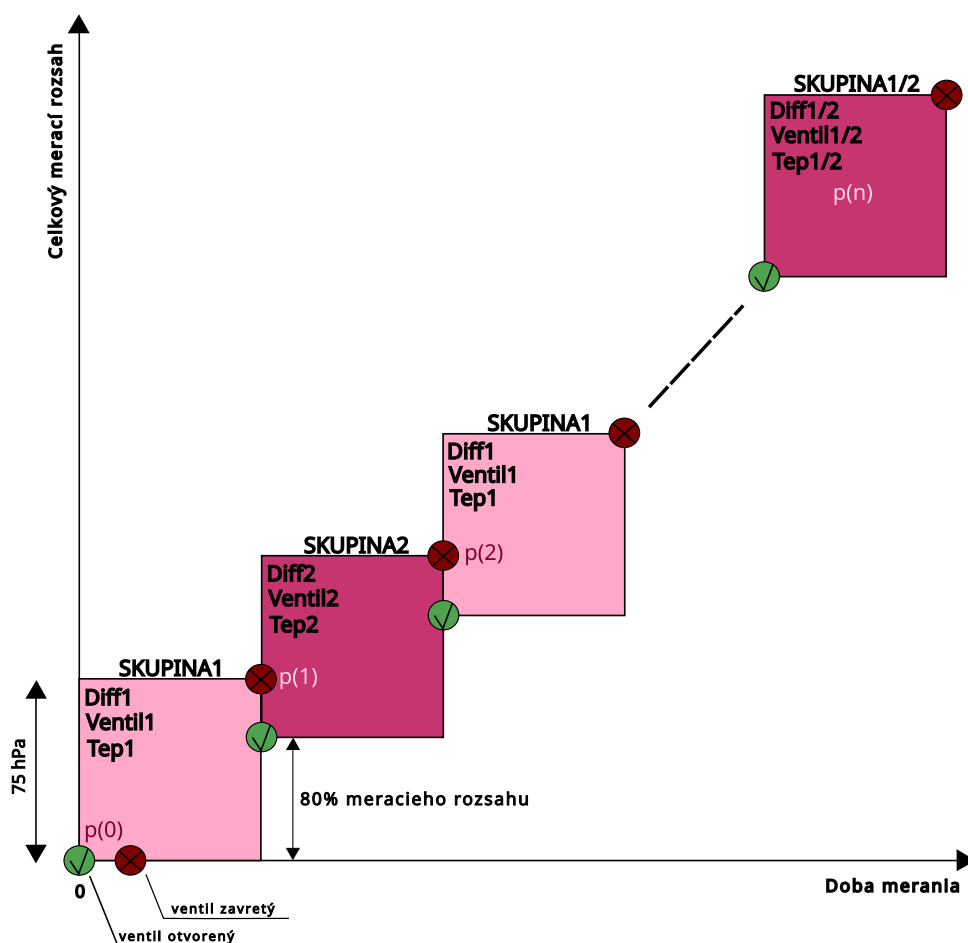 Celkový merací rozsah
SKUPINA1/2
Diff1/2
Ventil1/2
Tep1/2
p(n)
SKUPINA1
Diff1
Ventil1
Tep1
p(2)
SKUPINA2
Diff2
Ventil2
Tep2
p(1)
SKUPINA1
Diff1
Ventil1
Tep1
p(0)
75 hPa
80% meracieho rozsahu
0
Doba merania
ventil zavretý
ventil otvorený